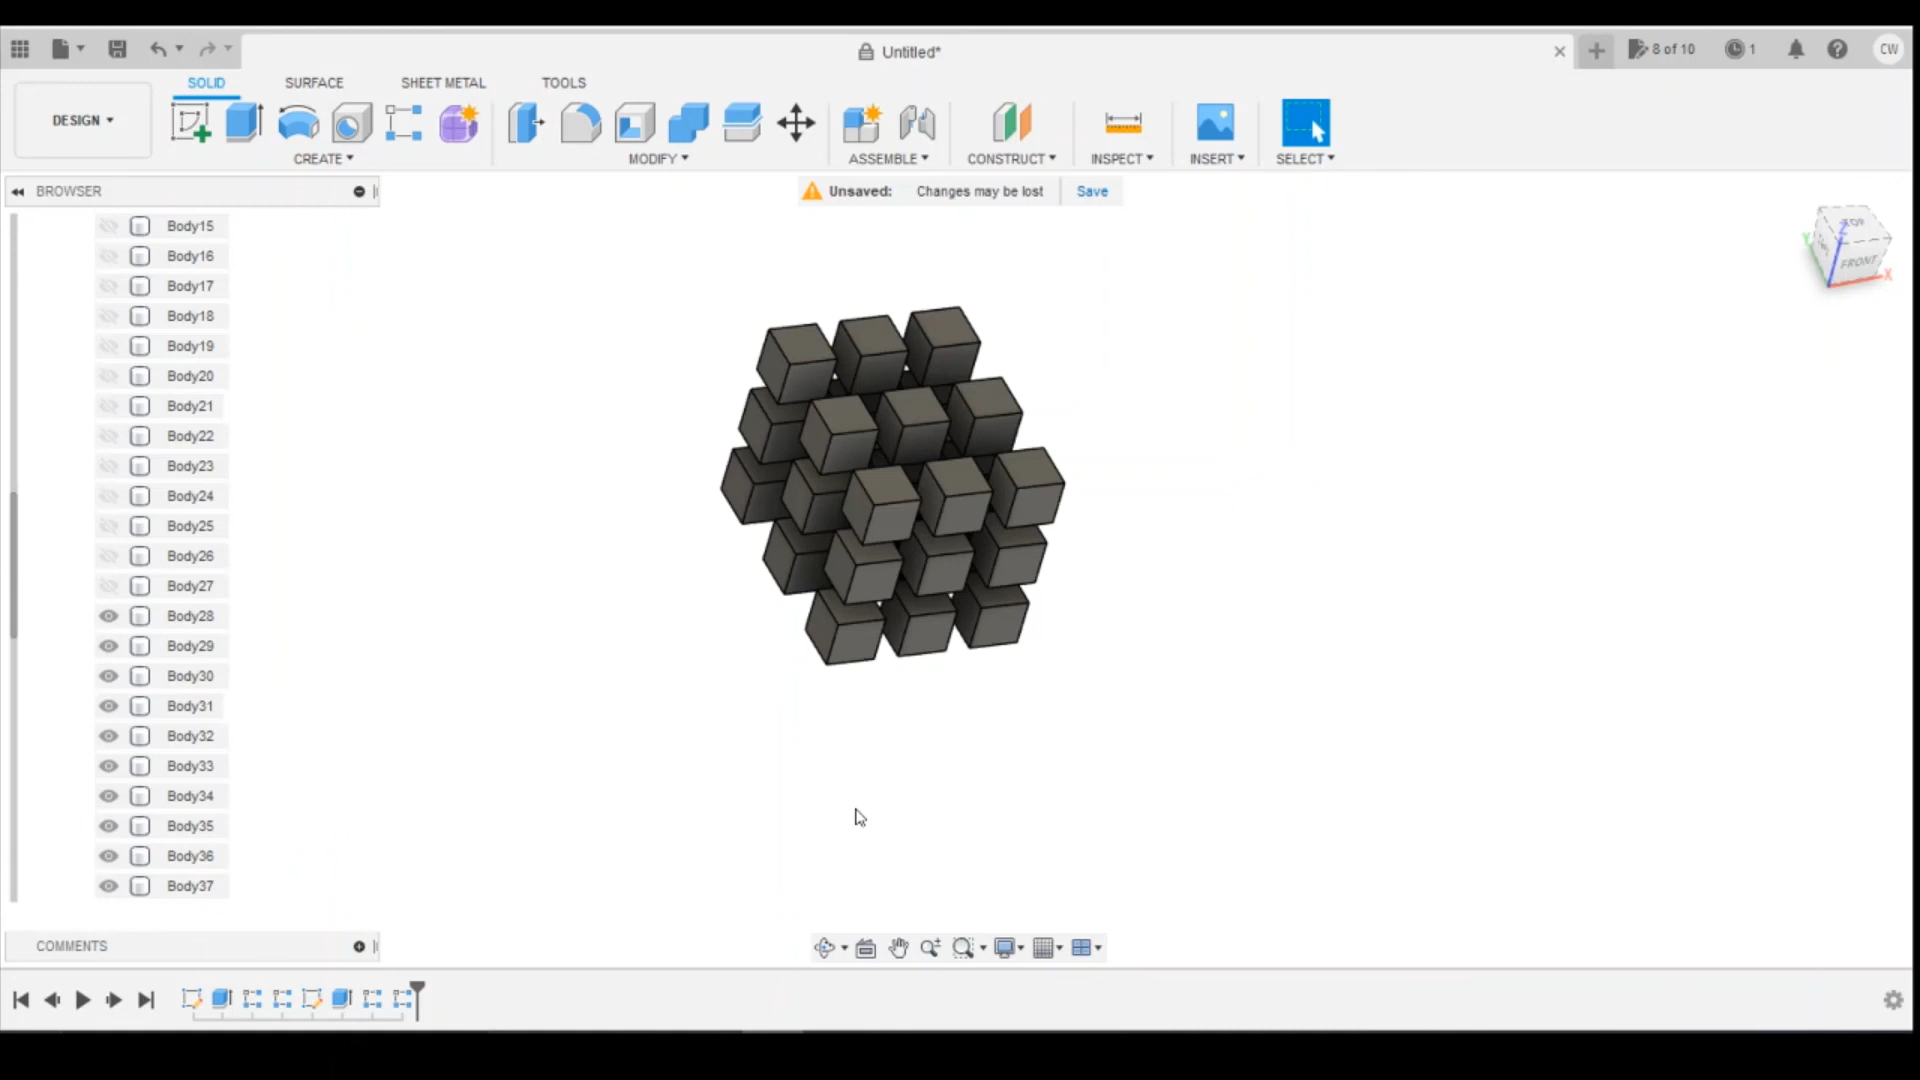 Untitled*
8 of 10
1
CW
DESIGN
SOLID
SURFACE
SHEET METAL
TOOLS
CREATE
MODIFY
ASSEMBLE
CONSTRUCT
INSPECT
INSERT
SELECT
BROWSER
Unsaved: Changes may be lost Save
TOP
FRONT
Z
Y
X
Body15
Body16
Body17
Body18
Body19
Body20
Body21
Body22
Body23
Body24
Body25
Body26
Body27
Body28
Body29
Body30
Body31
Body32
Body33
Body34
Body35
Body36
Body37
COMMENTS